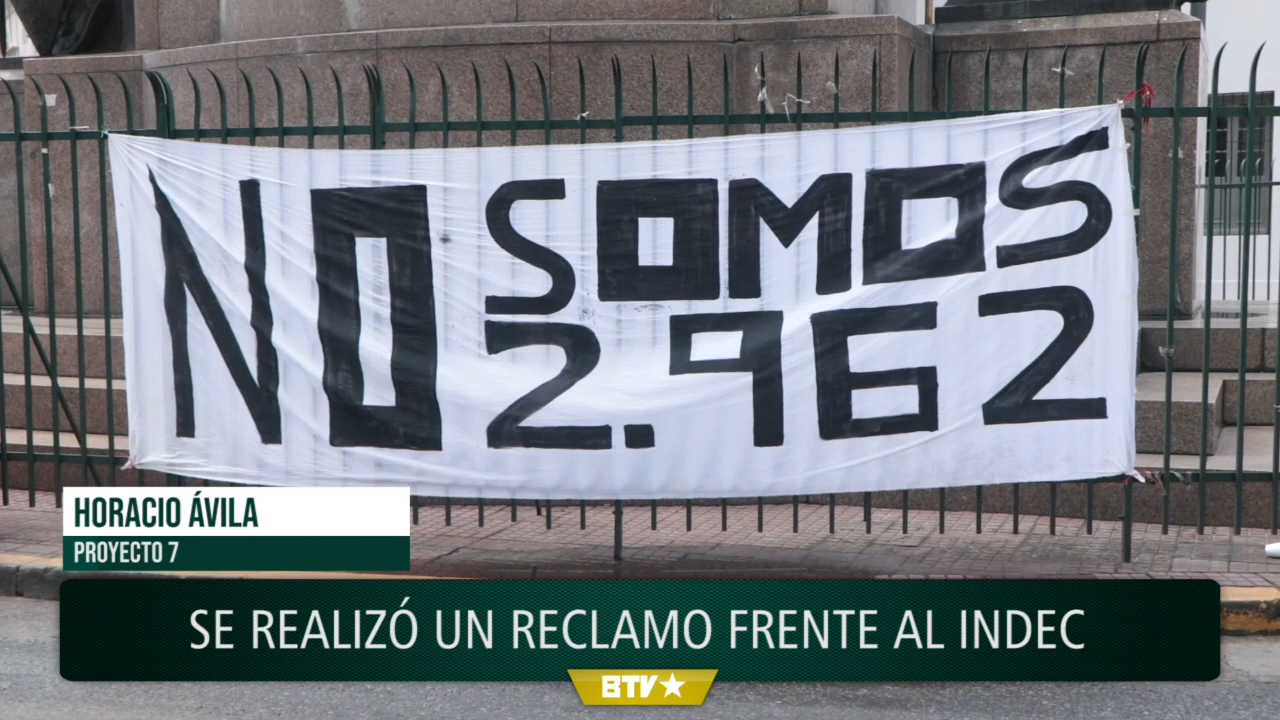 NO SOMOS
2.962
HORACIO ÁVILA
PROYECTO 7
SE REALIZÓ UN RECLAMO FRENTE AL INDEC
BTV